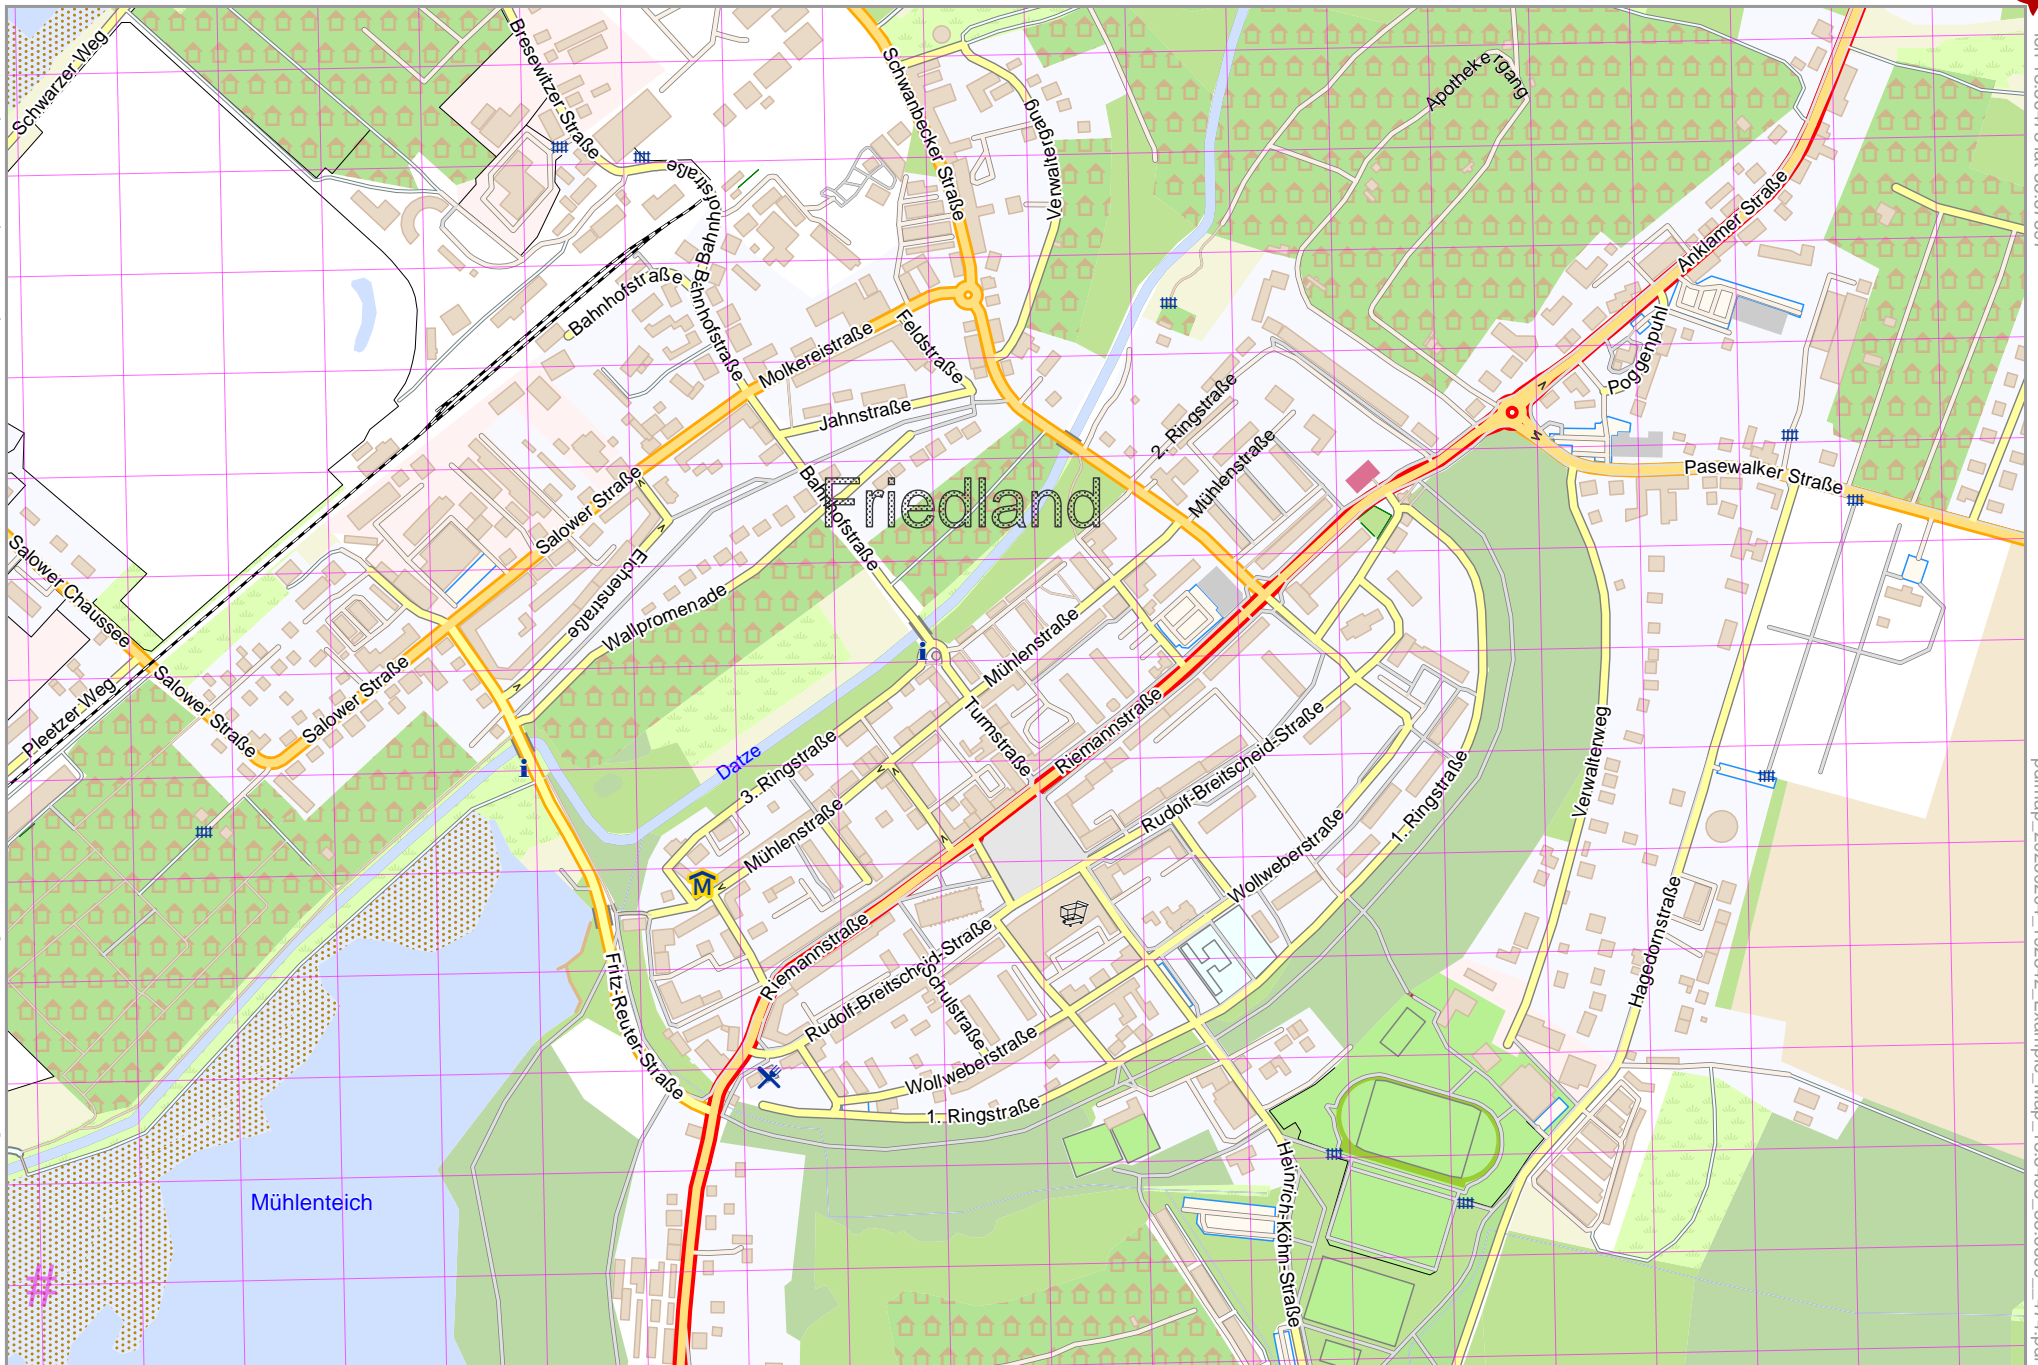 Schwarzer Weg
Bresewitzer Straße
Schwanbecker Straße
Verwaltergang
Apotheke
rgang
Anklamer Straße
Bahnhofstraße
Bahnhofstraße
Bahnhofstraße
Molkereistraße
Feldstraße
Jahnstraße
2. Ringstraße
Mühlenstraße
Poggenpuhl
Pasewalker Straße
Friedland
Bahnhofstraße
Salower Straße
Eichenstraße
Wallpromenade
Salower Chaussee
Pleetzer Weg
Salower Straße
Salower Straße
Mühlenstraße
Turmstraße
Riemannstraße
Datze
3. Ringstraße
Mühlenstraße
Rudolf-Breitscheid-Straße
Wollweberstraße
1. Ringstraße
Verwalterweg
Hagedornstraße
M
Riemannstraße
Rudolf-Breitscheid-Straße
Schulstraße
Wollweberstraße
1. Ringstraße
Fritz-Reuter-Straße
Heinrich-Köhn-Straße
Mühlenteich
#